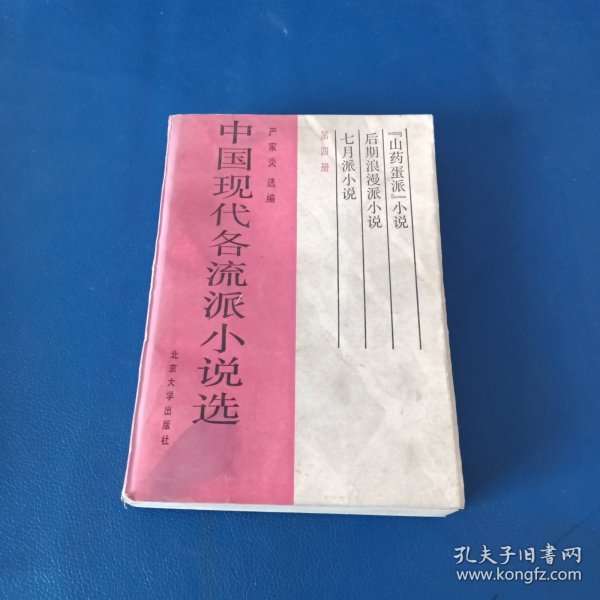 『山药蛋派』小说
后期浪漫派小说
七月派小说
第四册
严家炎 选编
中国现代各流派小说选
北京大学出版社
孔夫子旧书网
www.kongfz.com